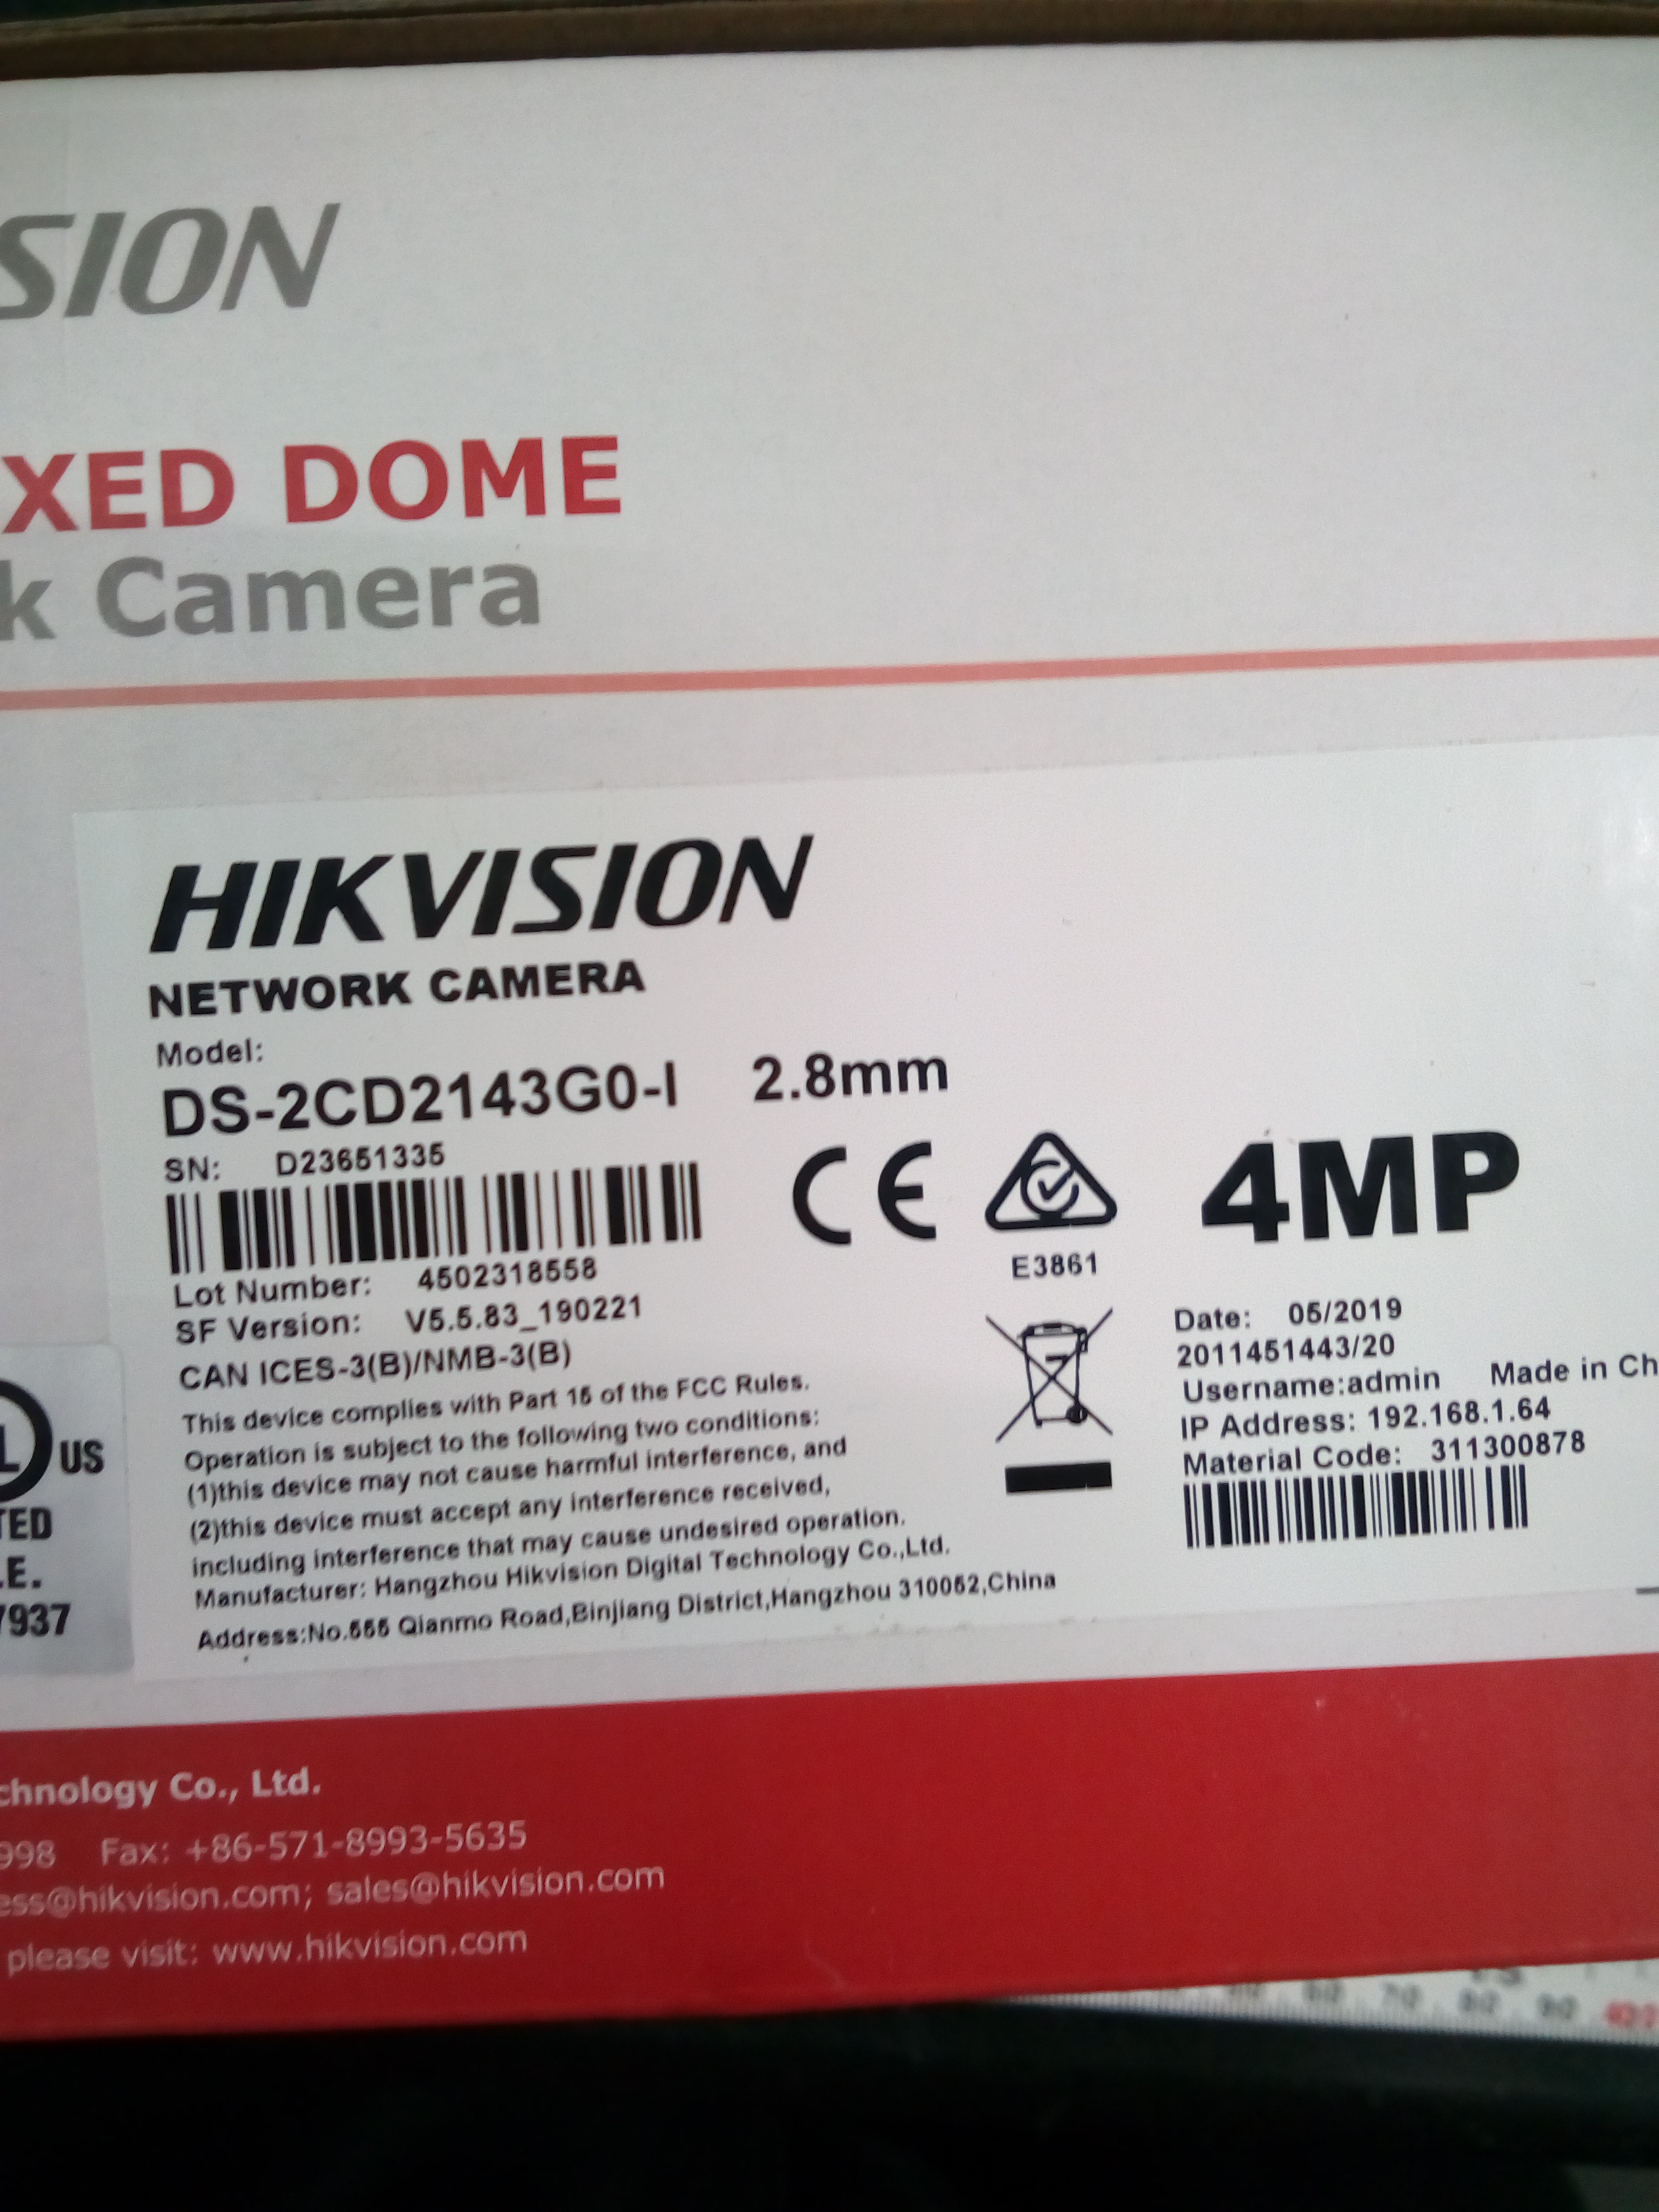 SION
XED DOME
k Camera
HIKVISION
NETWORK CAMERA
Model:
DS-2CD2143G0-I 2.8mm
SN: D23651335
4MP
E3861
Lot Number: 4502318558
SF Version: V5.5.83_190221
CAN ICES-3(B)/NMB-3(B)
This device complies with Part 15 of the FCC Rules.
Operation is subject to the following two conditions:
(1)this device may not cause harmful interference, and
(2)this device must accept any interference received,
including interference that may cause undesired operation.
Manufacturer: Hangzhou Hikvision Digital Technology Co.,Ltd.
Address:No.555 Qianmo Road,Binjiang District,Hangzhou 310052,China
Date: 05/2019
2011451443/20
Username:admin Made in Ch
IP Address: 192.168.1.64
Material Code: 311300878
L US
TED
.E.
7937
chnology Co., Ltd.
998 Fax: +86-571-8993-5635
ess@hikvision.com; sales@hikvision.com
please visit: www.hikvision.com
60 70 80 90